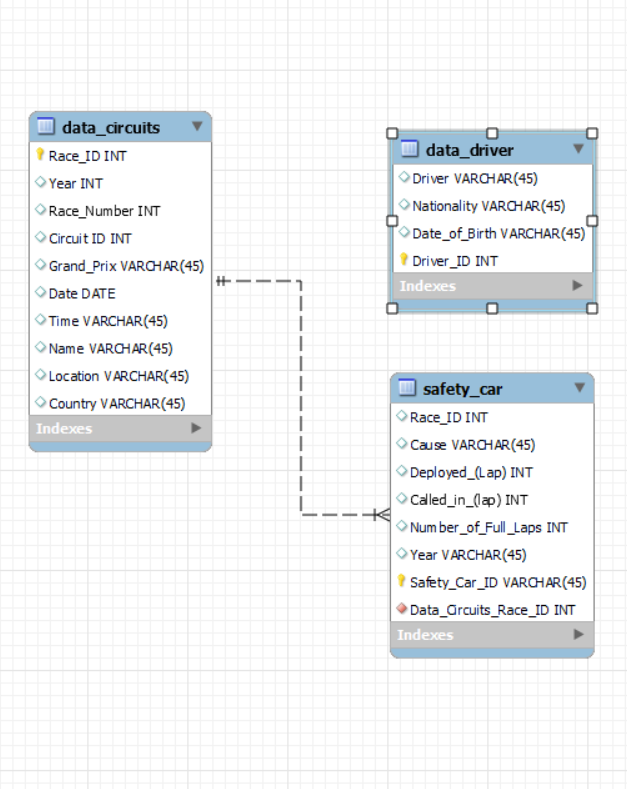 data_circuits
Race_ID INT
Year INT
Race_Number INT
Circuit ID INT
Grand_Prix VARCHAR(45)
Date DATE
Time VARCHAR(45)
Name VARCHAR(45)
Location VARCHAR(45)
Country VARCHAR(45)
Indexes
data_driver
Driver VARCHAR(45)
Nationality VARCHAR(45)
Date_of_Birth VARCHAR(45)
Driver_ID INT
Indexes
safety_car
Race_ID INT
Cause VARCHAR(45)
Deployed_(Lap) INT
Called_in_(lap) INT
Number_of_Full_Laps INT
Year VARCHAR(45)
Safety_Car_ID VARCHAR(45)
Data_Circuits_Race_ID INT
Indexes